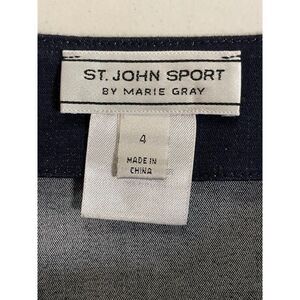 ST. JOHN SPORT
BY MARIE GRAY
4
MADE IN
CHINA